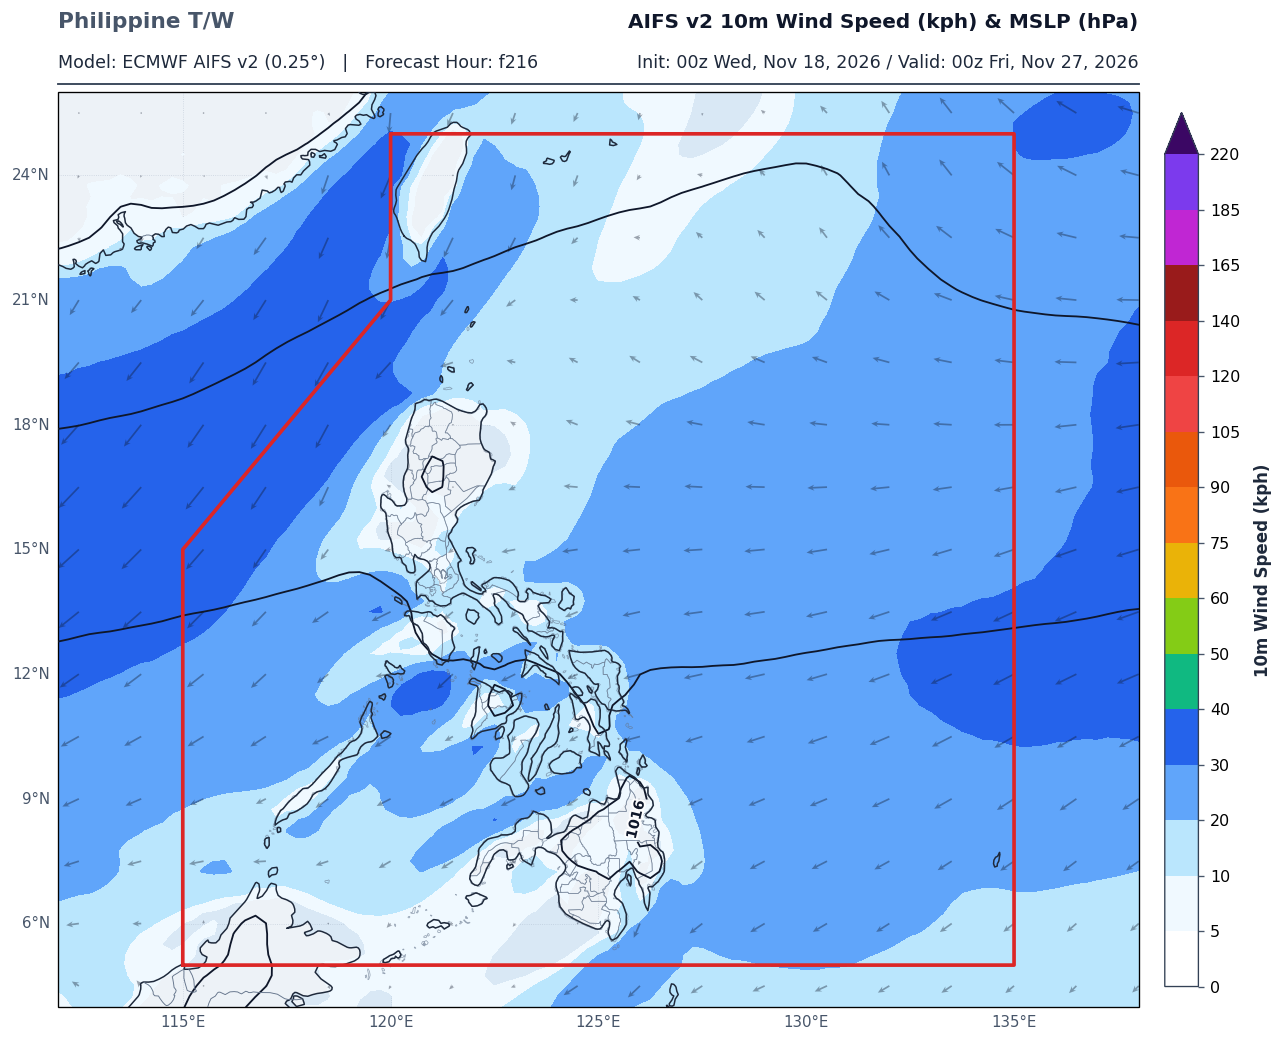 Philippine T/W
AIFS v2 10m Wind Speed (kph) & MSLP (hPa)
Model: ECMWF AIFS v2 (0.25°) | Forecast Hour: f216
Init: 00z Wed, Nov 18, 2026 / Valid: 00z Fri, Nov 27, 2026
24°N
21°N
18°N
15°N
12°N
9°N
6°N
1016
115°E
120°E
125°E
130°E
135°E
220
185
165
140
120
105
90
75
60
50
40
30
20
10
5
0
10m Wind Speed (kph)